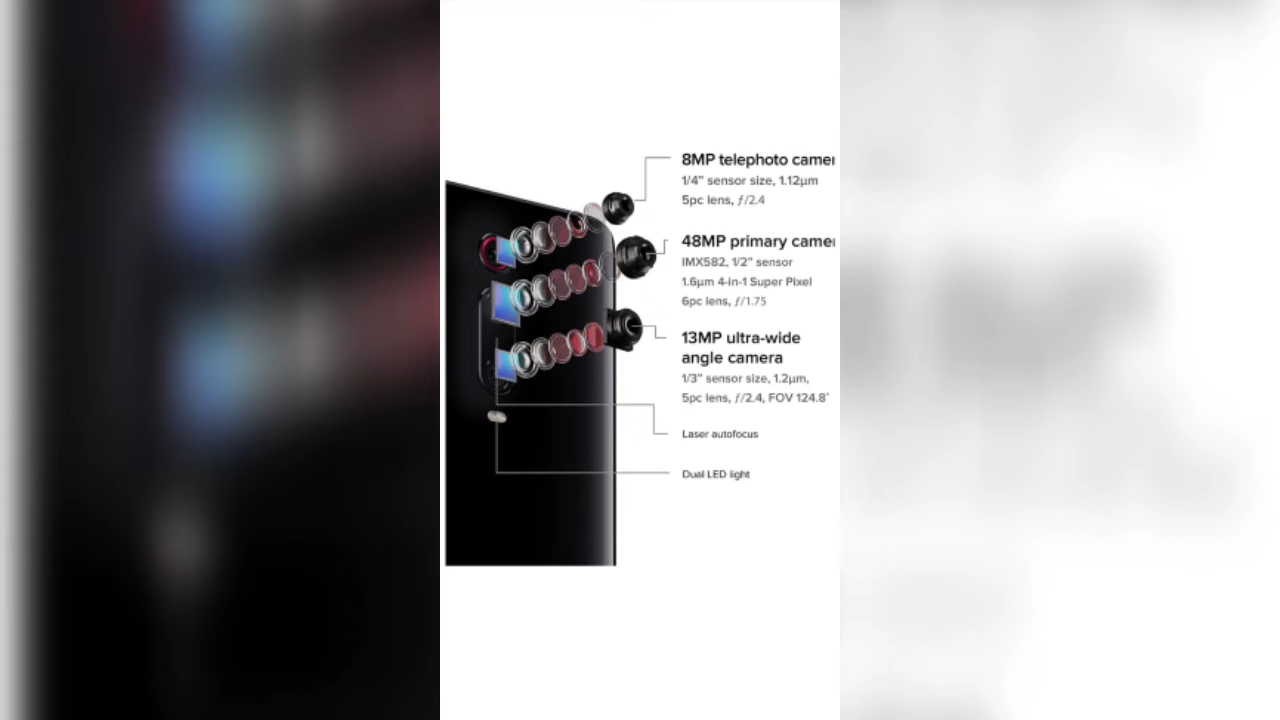 8MP telephoto camer
1/4" sensor size, 1.12μm
5pc lens, ƒ/2.4
48MP primary camer
IMX582, 1/2" sensor
1.6μm 4-in-1 Super Pixel
6pc lens, ƒ/1.75
13MP ultra-wide
angle camera
1/3" sensor size, 1.2μm,
5pc lens, ƒ/2.4, FOV 124.8°
Laser autofocus
Dual LED light